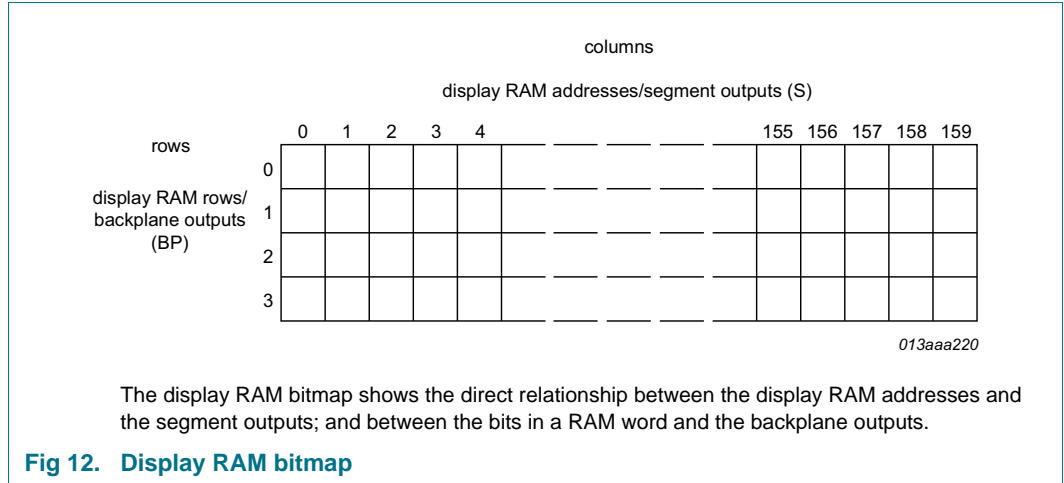 columns
display RAM addresses/segment outputs (S)
0 1 2 3 4 155 156 157 158 159
rows
0
display RAM rows/
backplane outputs
(BP)
1
2
3
013aaa220
The display RAM bitmap shows the direct relationship between the display RAM addresses and
the segment outputs; and between the bits in a RAM word and the backplane outputs.
Fig 12. Display RAM bitmap